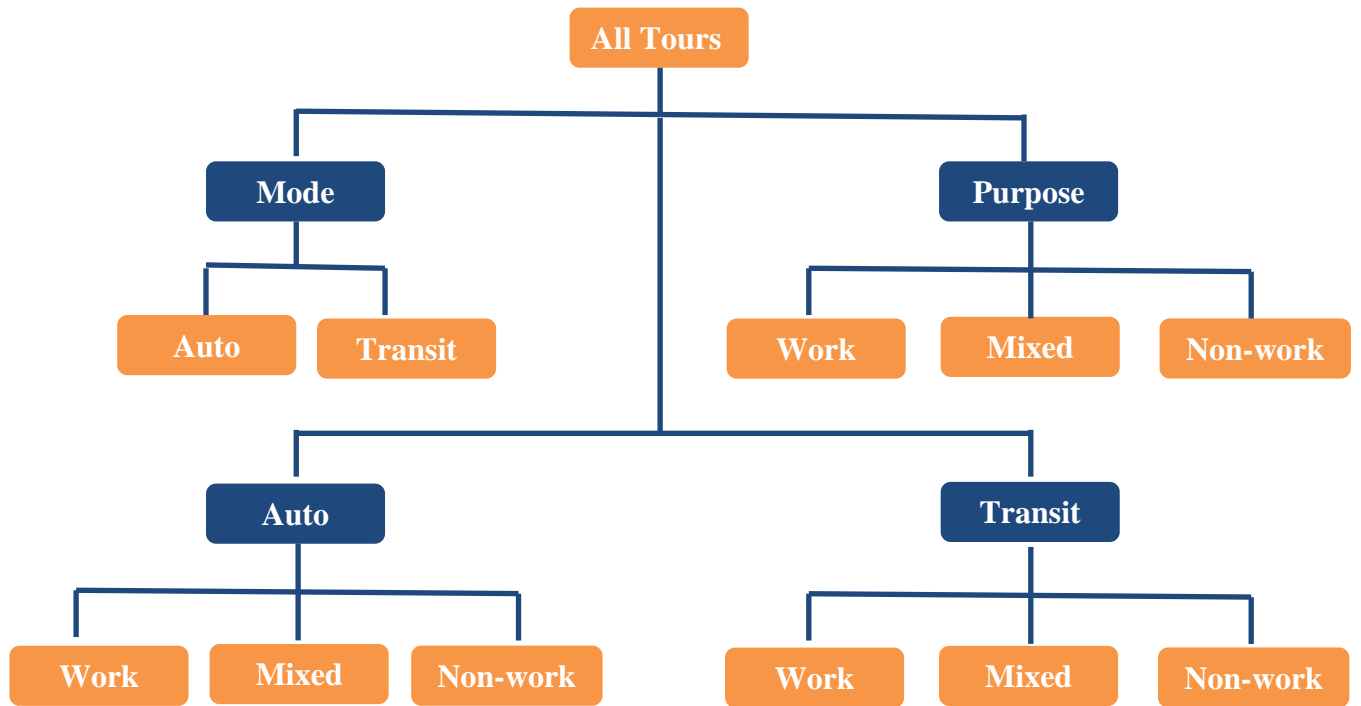 All Tours
Mode
Purpose
Auto
Transit
Work
Mixed
Non-work
Auto
Transit
Work
Mixed
Non-work
Work
Mixed
Non-work